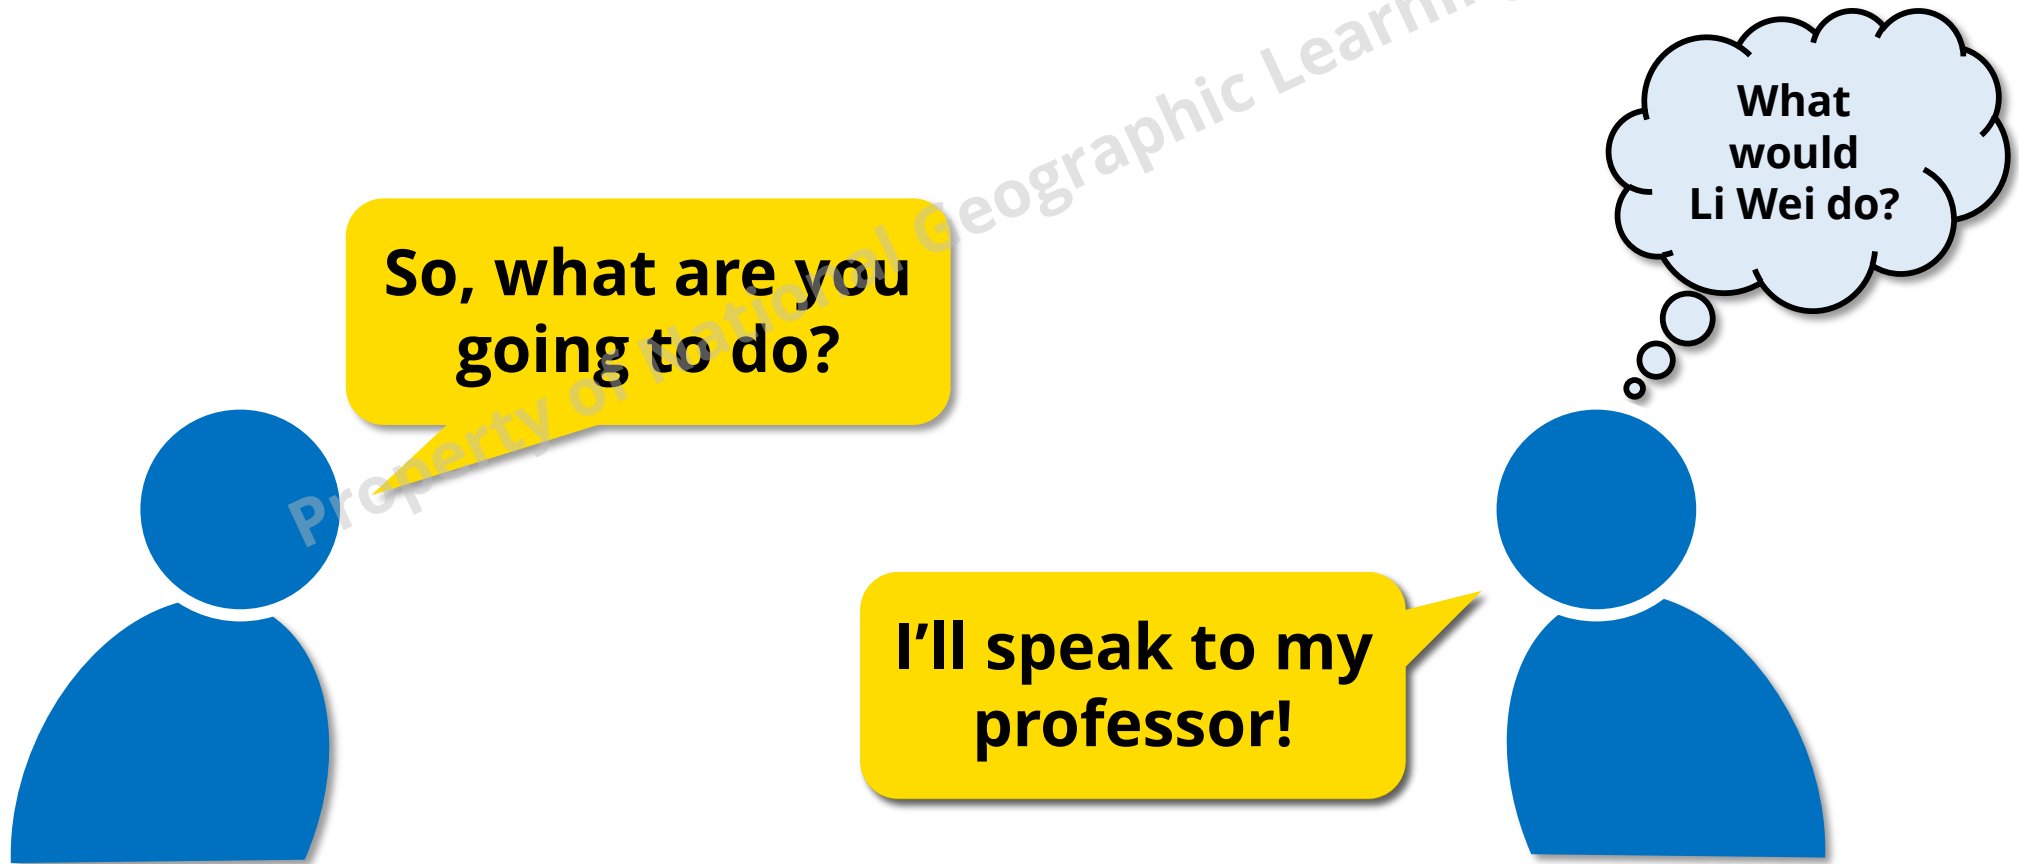 So, what are you
going to do?
What
would
Li Wei do?
I’ll speak to my
professor!
Property of National Geographic Learning